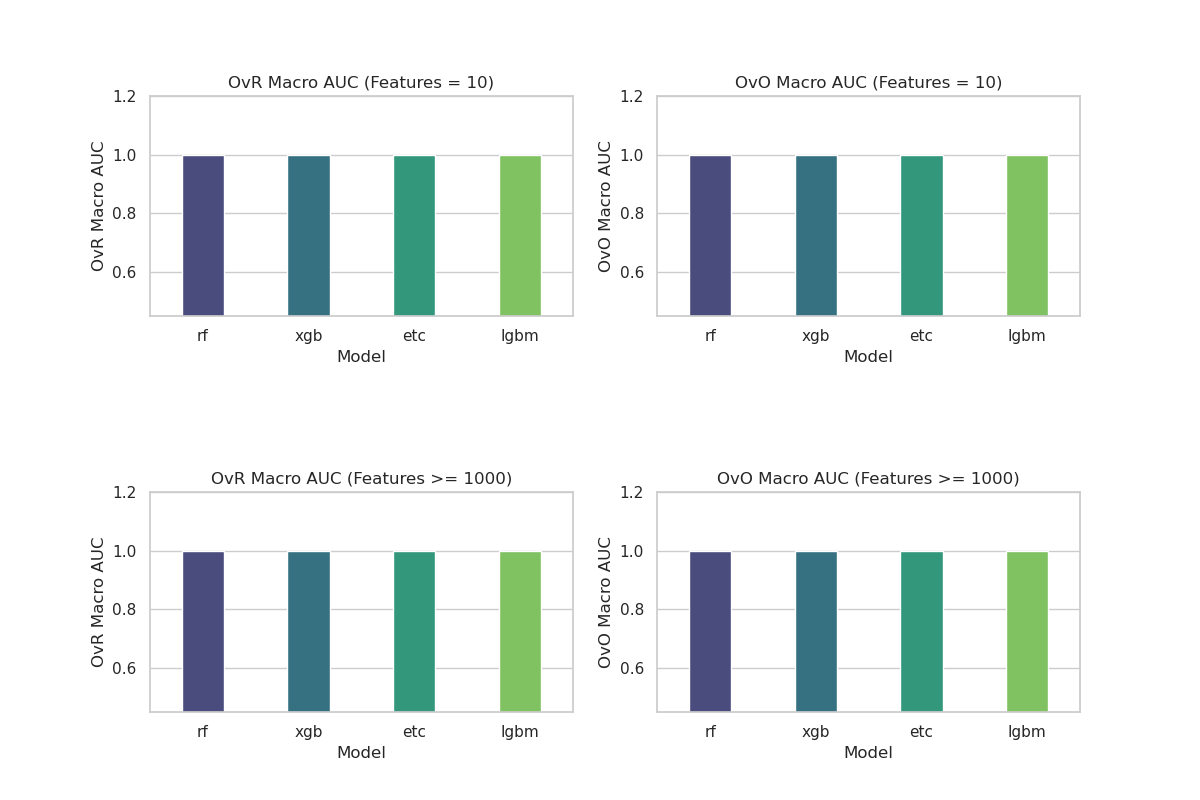 OvR Macro AUC (Features = 10)
OvR Macro AUC
1.2
1.0
0.8
0.6
rf xgb etc lgbm
Model
OvO Macro AUC (Features = 10)
OvO Macro AUC
1.2
1.0
0.8
0.6
rf xgb etc lgbm
Model
OvR Macro AUC (Features >= 1000)
OvR Macro AUC
1.2
1.0
0.8
0.6
rf xgb etc lgbm
Model
OvO Macro AUC (Features >= 1000)
OvO Macro AUC
1.2
1.0
0.8
0.6
rf xgb etc lgbm
Model